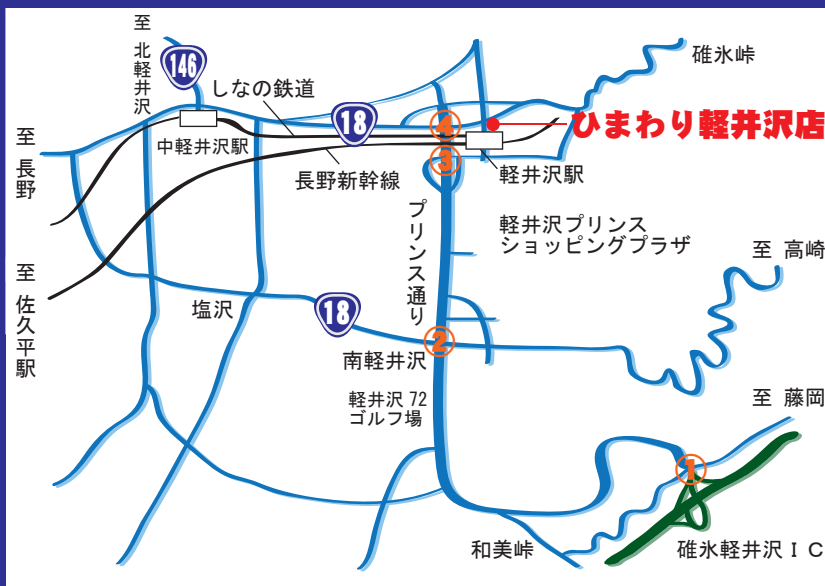 至
北軽井沢
146
しなの鉄道
18
碓氷峠
④
ひまわり軽井沢店
至
長野
中軽井沢駅
③
軽井沢駅
長野新幹線
プリンス通り
軽井沢プリンス
ショッピングプラザ
至 高崎
至
佐久平駅
塩沢
18
②
南軽井沢
軽井沢 72
ゴルフ場
至 藤岡
①
和美峠
碓氷軽井沢ＩＣ